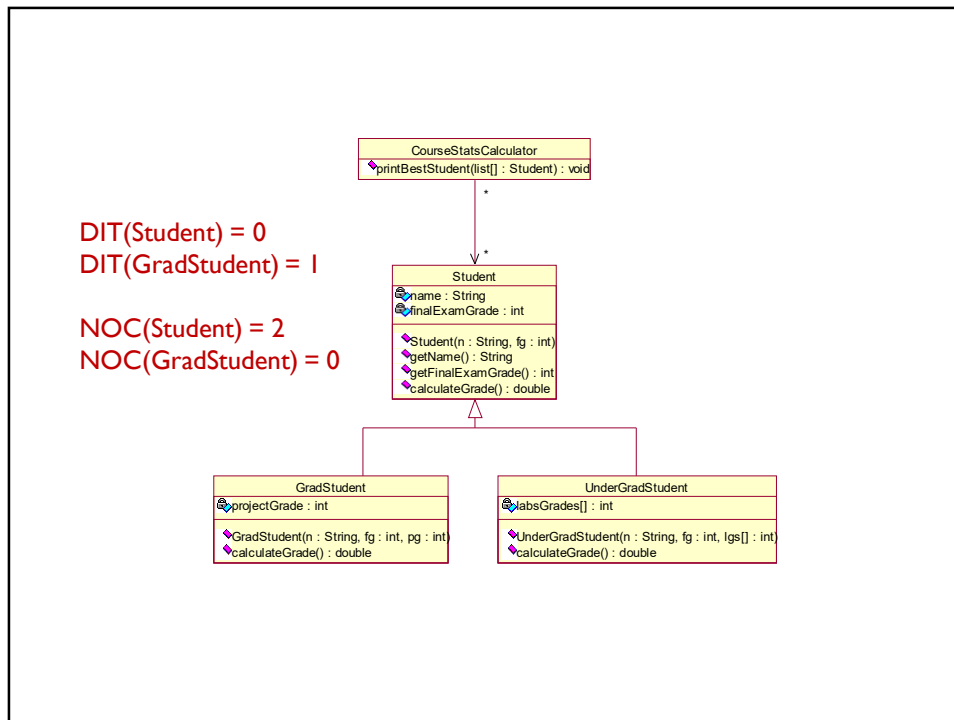 CourseStatsCalculator
printBestStudent(list[] : Student) : void
*
*
DIT(Student) = 0
DIT(GradStudent) = 1
NOC(Student) = 2
NOC(GradStudent) = 0
Student
name : String
finalExamGrade : int
Student(n : String, fg : int)
getName() : String
getFinalExamGrade() : int
calculateGrade() : double
GradStudent
projectGrade : int
GradStudent(n : String, fg : int, pg : int)
calculateGrade() : double
UnderGradStudent
labsGrades[] : int
UnderGradStudent(n : String, fg : int, lgs[] : int)
calculateGrade() : double